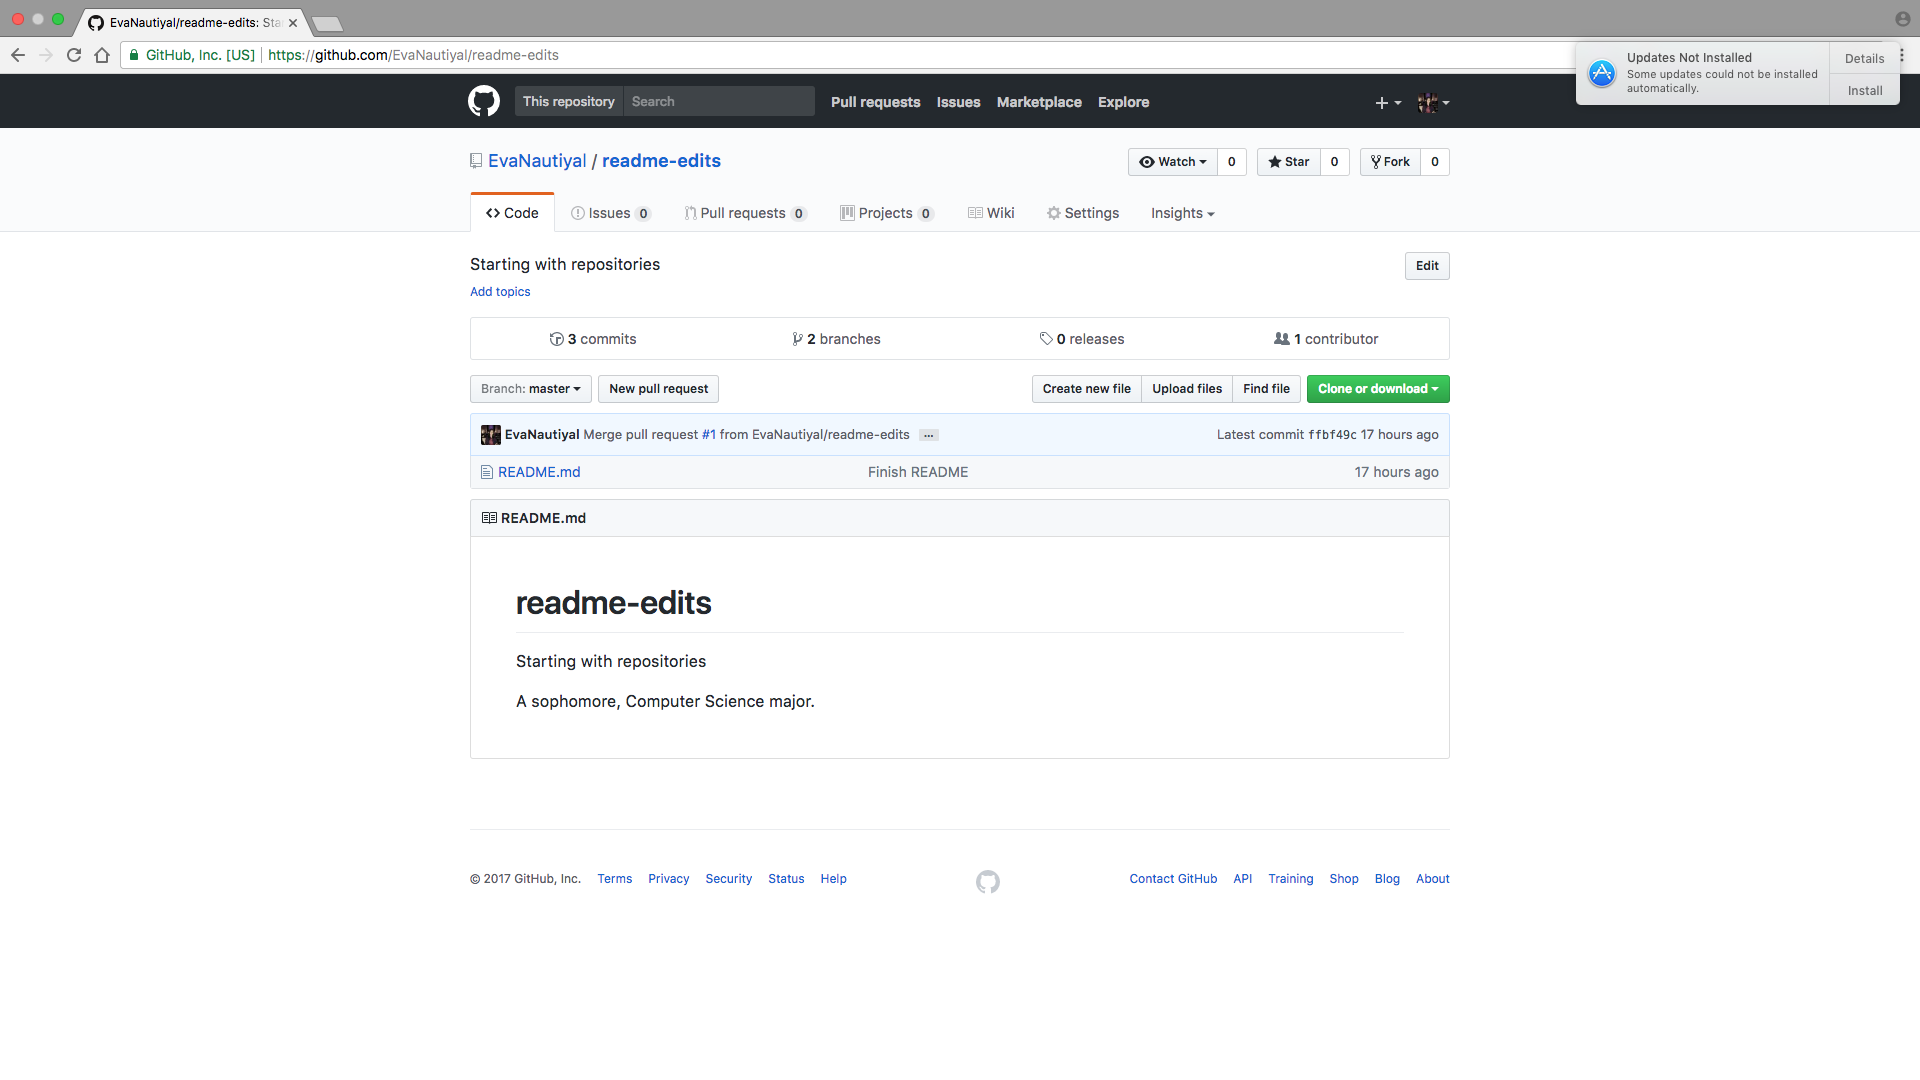 EvaNautiyal/readme-edits: Sta
GitHub, Inc. [US] https://github.com/EvaNautiyal/readme-edits
Updates Not Installed
Some updates could not be installed
automatically.
Details
Install
This repository Search Pull requests Issues Marketplace Explore
EvaNautiyal / readme-edits
Watch 0 Star 0 Fork 0
Code Issues 0 Pull requests 0 Projects 0 Wiki Settings Insights
Starting with repositories
Edit
Add topics
3 commits 2 branches 0 releases 1 contributor
Branch: master New pull request Create new file Upload files Find file Clone or download
EvaNautiyal Merge pull request #1 from EvaNautiyal/readme-edits ... Latest commit ffbf49c 17 hours ago
README.md Finish README 17 hours ago
README.md
readme-edits
Starting with repositories
A sophomore, Computer Science major.
© 2017 GitHub, Inc. Terms Privacy Security Status Help Contact GitHub API Training Shop Blog About